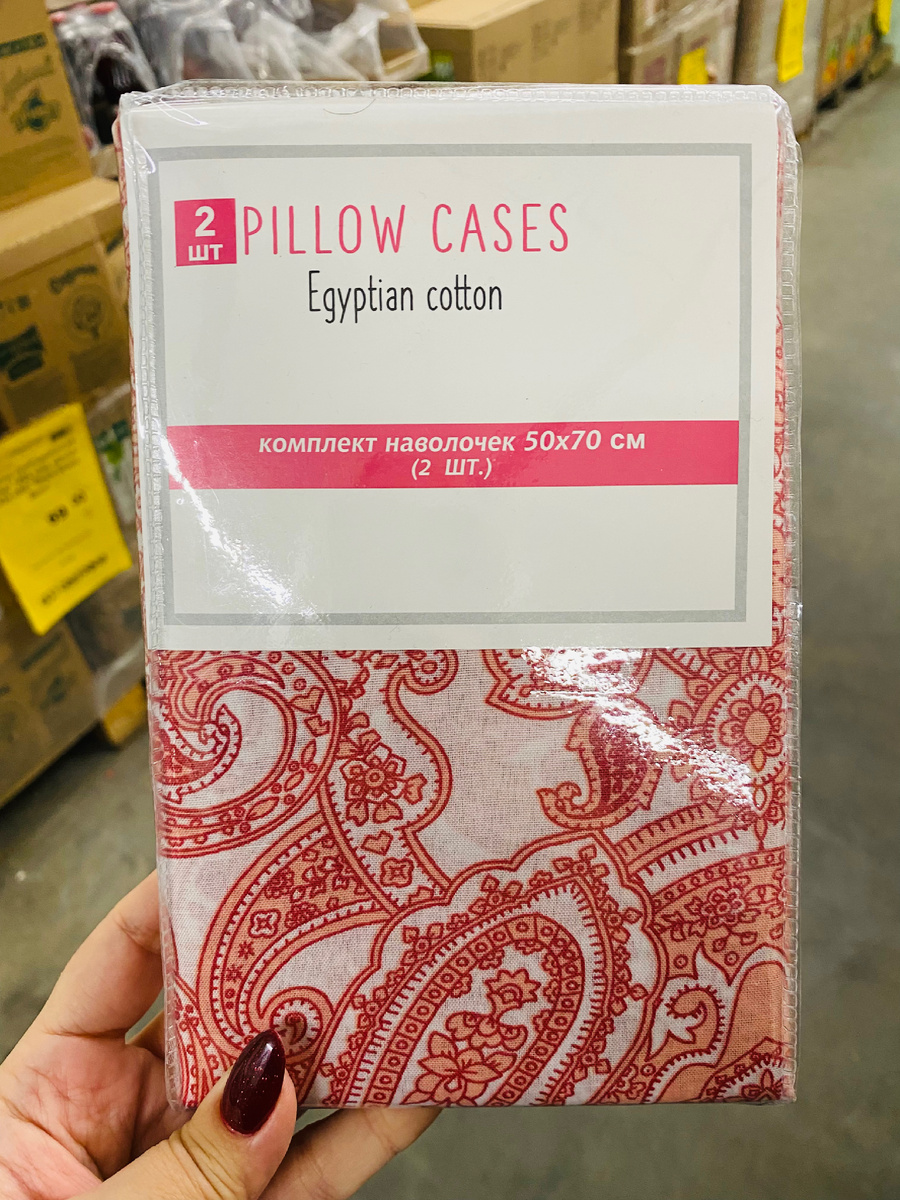 2
шт
PILLOW CASES
Egyptian cotton
комплект наволочек 50х70 см
(2 шт.)